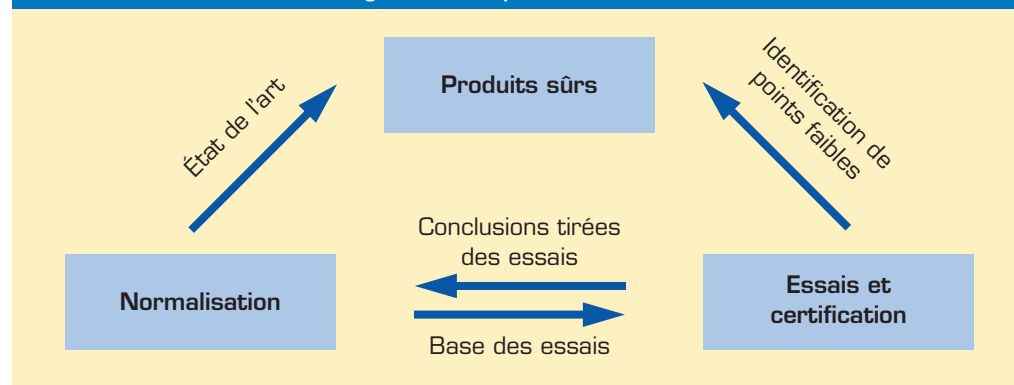 Produits sûrs
État de l'art
Identification de
points faibles
Conclusions tirées
des essais
Normalisation
Essais et
certification
Base des essais